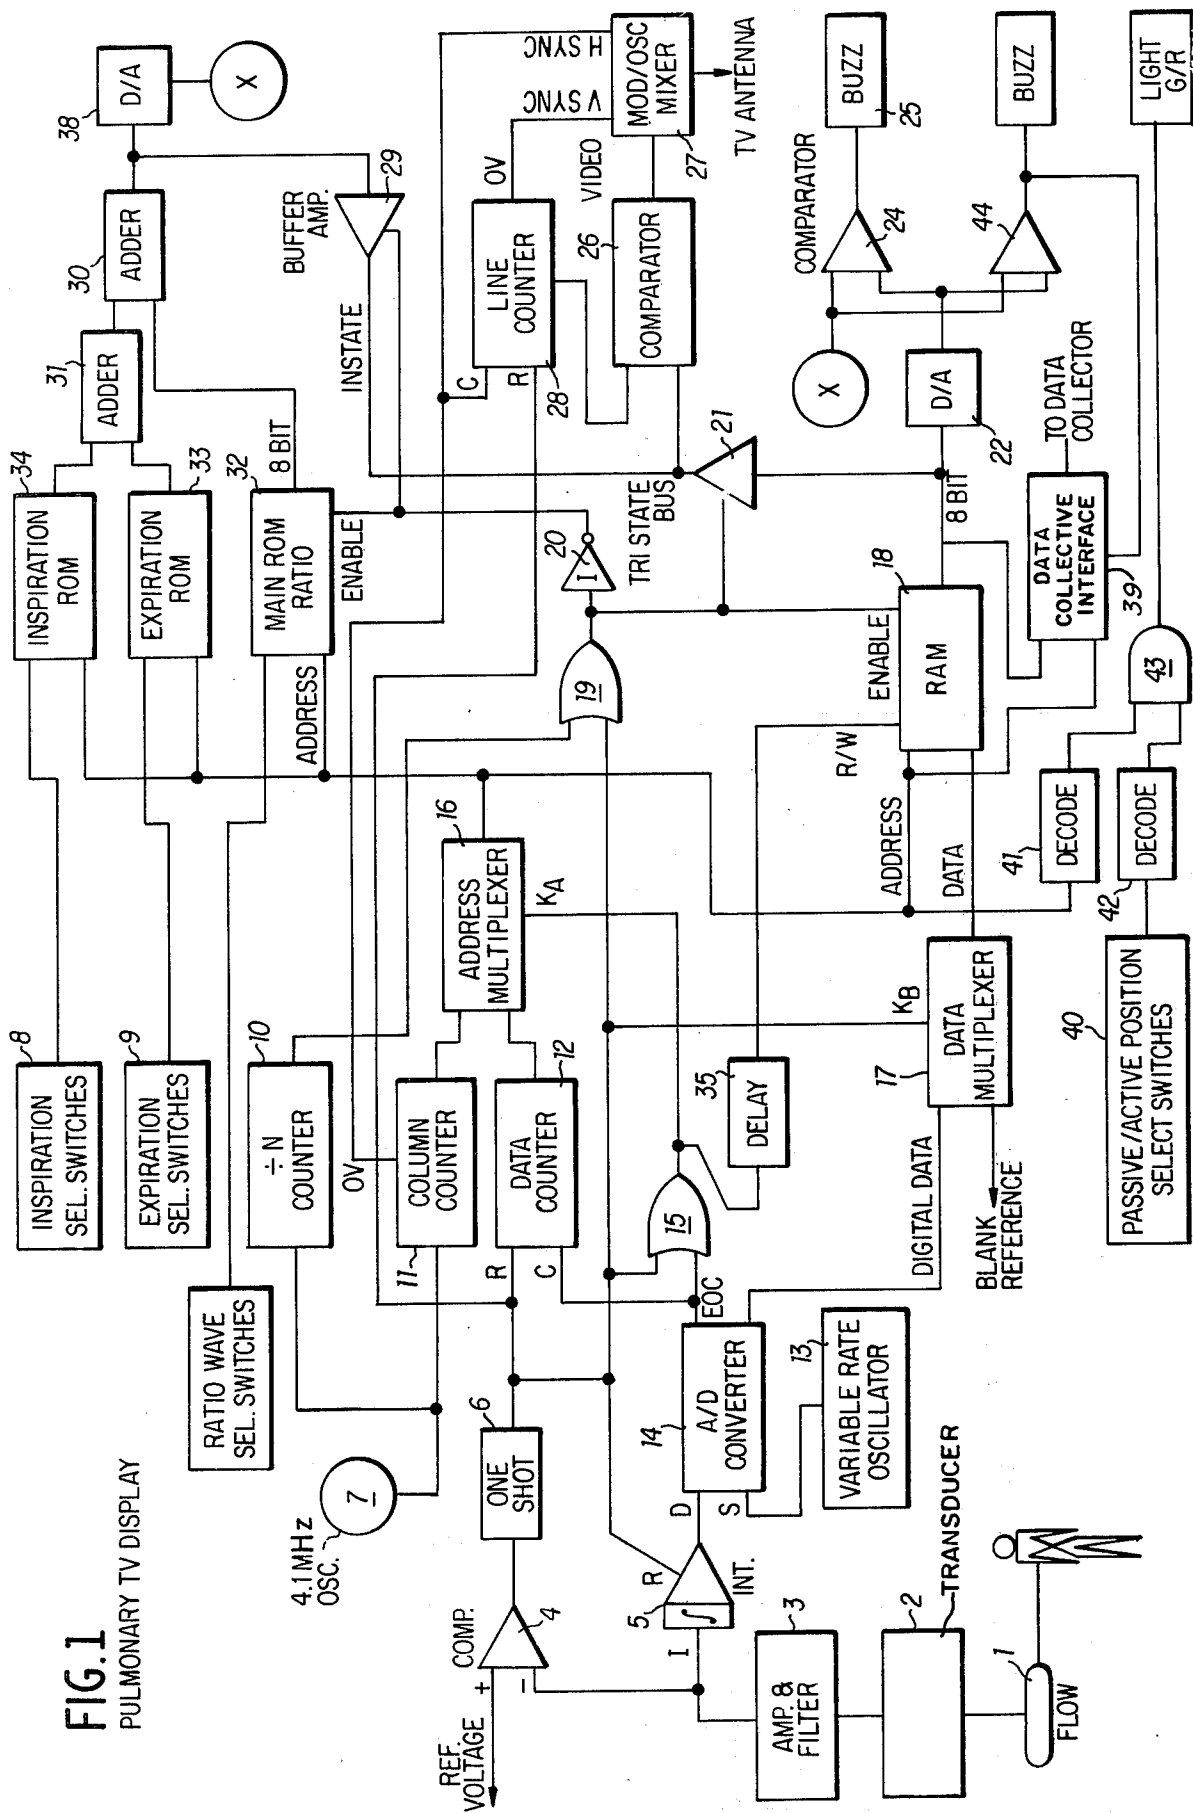 FIG.1
PULMONARY TV DISPLAY
INSPIRATION
SEL. SWITCHES
8
EXPIRATION
SEL. SWITCHES
9
RATIO WAVE
SEL. SWITCHES
÷N
COUNTER
10
4.1MHz
OSC.
7
COLUMN
COUNTER
11
OV
DATA
COUNTER
12
R
C
ADDRESS
MULTIPLEXER
16
KA
INSPIRATION
ROM
34
EXPIRATION
ROM
33
MAIN ROM
RATIO
32
ADDRESS
ENABLE
8 BIT
ADDER
31
ADDER
30
D/A
38
X
BUFFER
AMP.
29
INSTATE
LINE
COUNTER
28
C
R
OV
COMPARATOR
26
VIDEO
V SYNC
H SYNC
MOD/OSC
MIXER
27
TV ANTENNA
REF.
VOLTAGE
COMP.
+
–
4
ONE
SHOT
6
5
∫
I
R
INT.
A/D
CONVERTER
14
D
S
EOC
VARIABLE RATE
OSCILLATOR
13
15
DELAY
35
19
I
20
TRI STATE
BUS
21
RAM
18
R/W
ENABLE
ADDRESS
DATA
8 BIT
DATA
MULTIPLEXER
17
KB
DIGITAL DATA
BLANK
REFERENCE
D/A
22
X
COMPARATOR
24
BUZZ
25
44
BUZZ
LIGHT
G/R
DATA
COLLECTIVE
INTERFACE
39
TO DATA
COLLECTOR
DECODE
41
DECODE
42
43
PASSIVE/ACTIVE POSITION
SELECT SWITCHES
40
AMP. &
FILTER
3
2
TRANSDUCER
1
FLOW